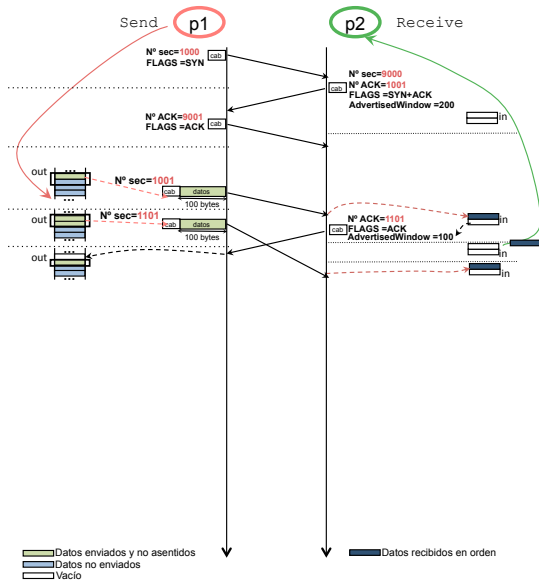 Send p1 p2 Receive
Nº sec=1000
FLAGS =SYN
cab
Nº sec=9000
Nº ACK=1001
FLAGS =SYN+ACK
AdvertisedWindow =200
cab
in
Nº ACK=9001
FLAGS =ACK
cab
...
out
...
Nº sec=1001
cab datos
100 bytes
...
out
...
Nº sec=1101
cab datos
100 bytes
Nº ACK=1101
FLAGS =ACK
AdvertisedWindow =100
cab
in
...
out
...
in
in
Datos enviados y no asentidos
Datos no enviados
Vacío
Datos recibidos en orden